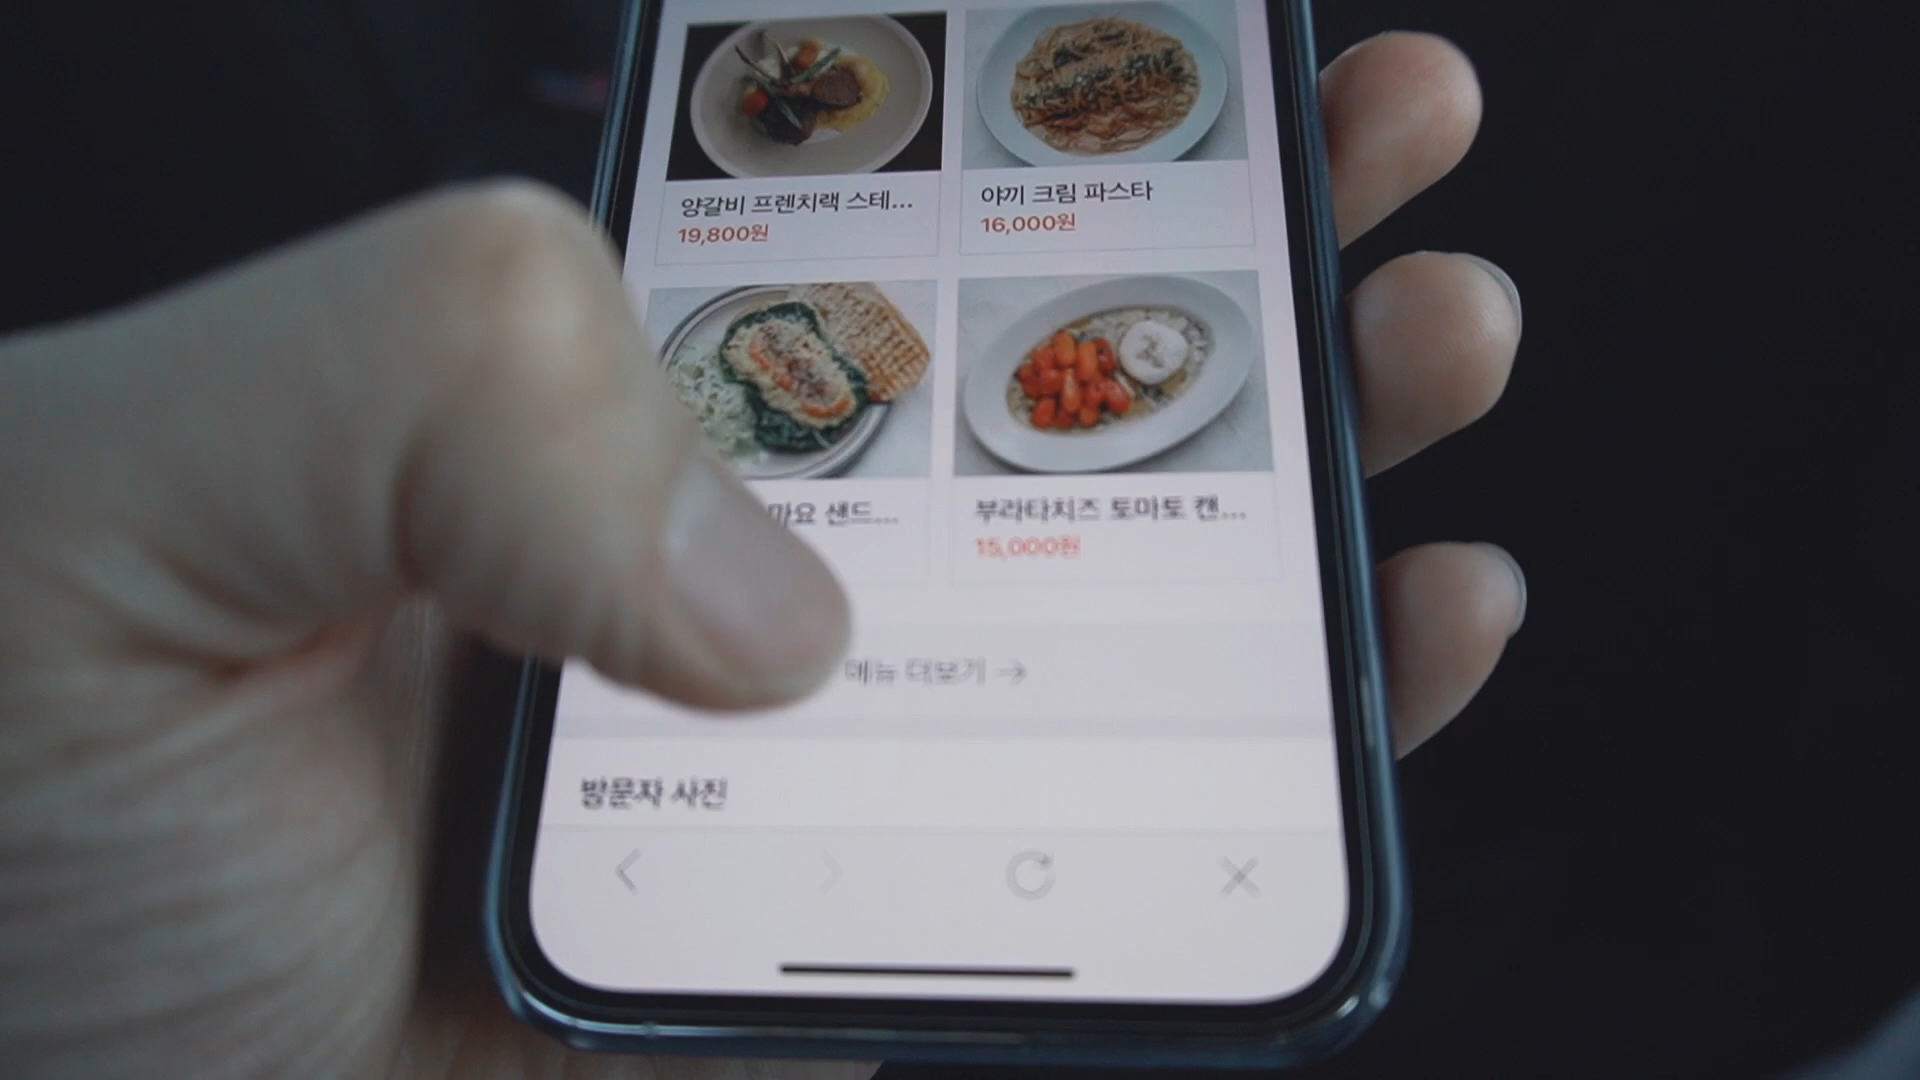 양갈비 프렌치랙 스테...
19,800원
야끼 크림 파스타
16,000원
마요 샌드...
부라타치즈 토마토 캔...
15,000원
메뉴 더보기 →
방문자 사진